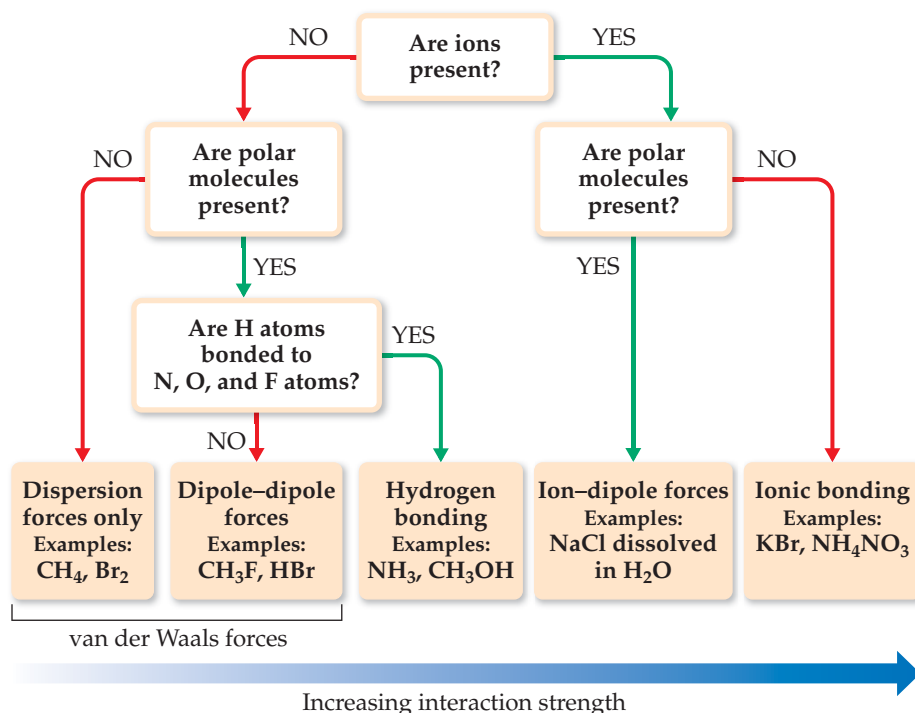 NO
Are ions
present?
YES
NO
Are polar
molecules
present?
Are polar
molecules
present?
NO
YES
YES
Are H atoms
bonded to
N, O, and F atoms?
YES
NO
Dispersion
forces only
Examples:
CH₄, Br₂
Dipole–dipole
forces
Examples:
CH₃F, HBr
Hydrogen
bonding
Examples:
NH₃, CH₃OH
Ion–dipole forces
Examples:
NaCl dissolved
in H₂O
Ionic bonding
Examples:
KBr, NH₄NO₃
van der Waals forces
Increasing interaction strength